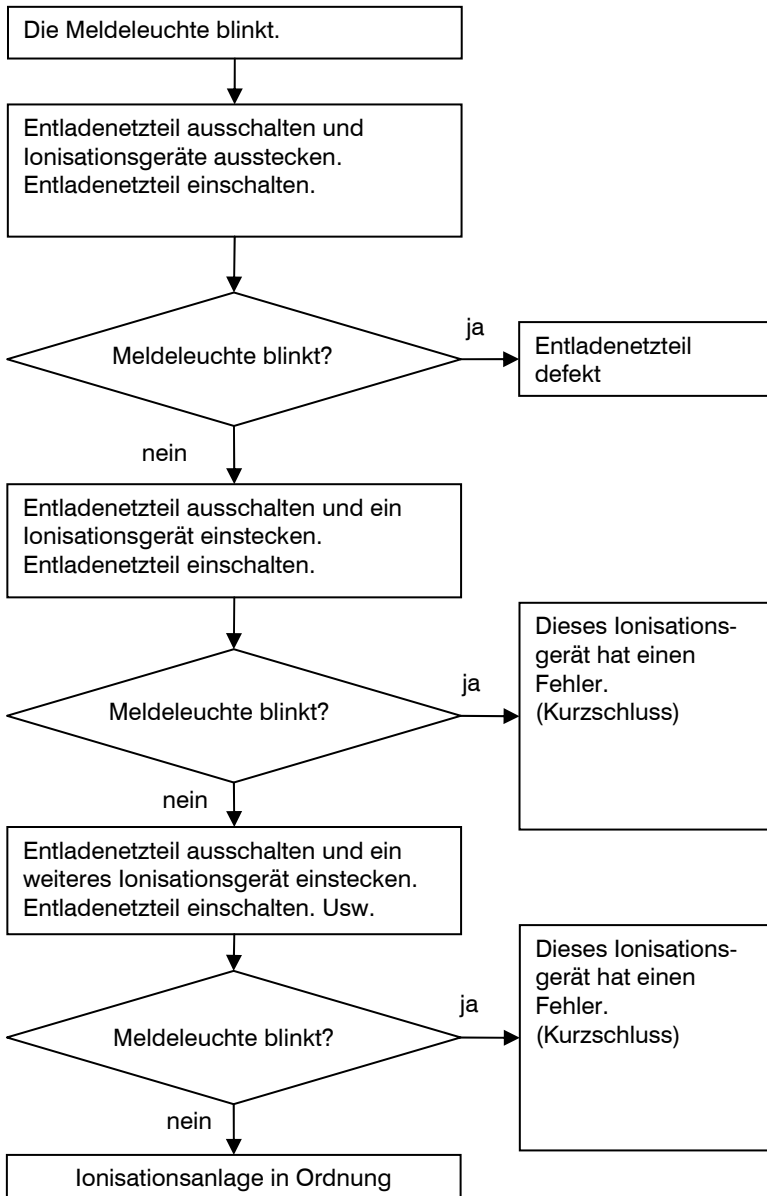 Die Meldeleuchte blinkt.
Entladenetzteil ausschalten und
Ionisationsgeräte ausstecken.
Entladenetzteil einschalten.
Meldeleuchte blinkt?
ja
Entladenetzteil
defekt
nein
Entladenetzteil ausschalten und ein
Ionisationsgerät einstecken.
Entladenetzteil einschalten.
Meldeleuchte blinkt?
ja
Dieses Ionisations-
gerät hat einen
Fehler.
(Kurzschluss)
nein
Entladenetzteil ausschalten und ein
weiteres Ionisationsgerät einstecken.
Entladenetzteil einschalten. Usw.
Meldeleuchte blinkt?
ja
Dieses Ionisations-
gerät hat einen
Fehler.
(Kurzschluss)
nein
Ionisationsanlage in Ordnung